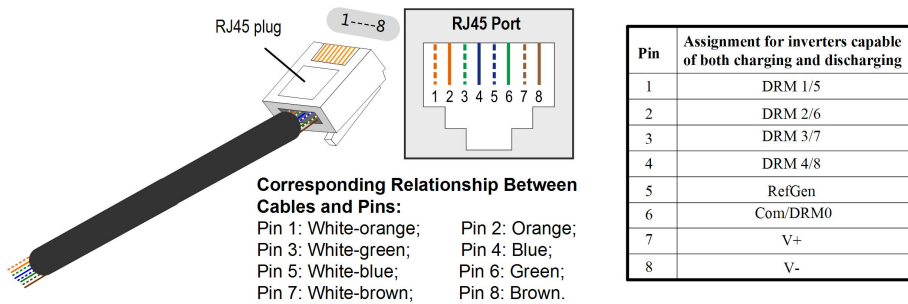 RJ45 plug
1----8
RJ45 Port
1 2 3 4 5 6 7 8
Corresponding Relationship Between
Cables and Pins:
Pin 1: White-orange; Pin 2: Orange;
Pin 3: White-green; Pin 4: Blue;
Pin 5: White-blue; Pin 6: Green;
Pin 7: White-brown; Pin 8: Brown.
Pin Assignment for inverters capable
of both charging and discharging
1 DRM 1/5
2 DRM 2/6
3 DRM 3/7
4 DRM 4/8
5 RefGen
6 Com/DRM0
7 V+
8 V-